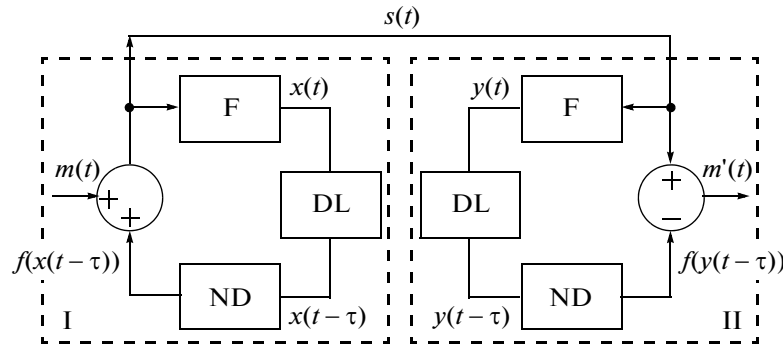 s(t)
x(t)
y(t)
F
F
m(t)
+
+
DL
DL
+
−
m'(t)
f(x(t − τ))
ND
ND
f(y(t − τ))
I
x(t − τ)
y(t − τ)
II